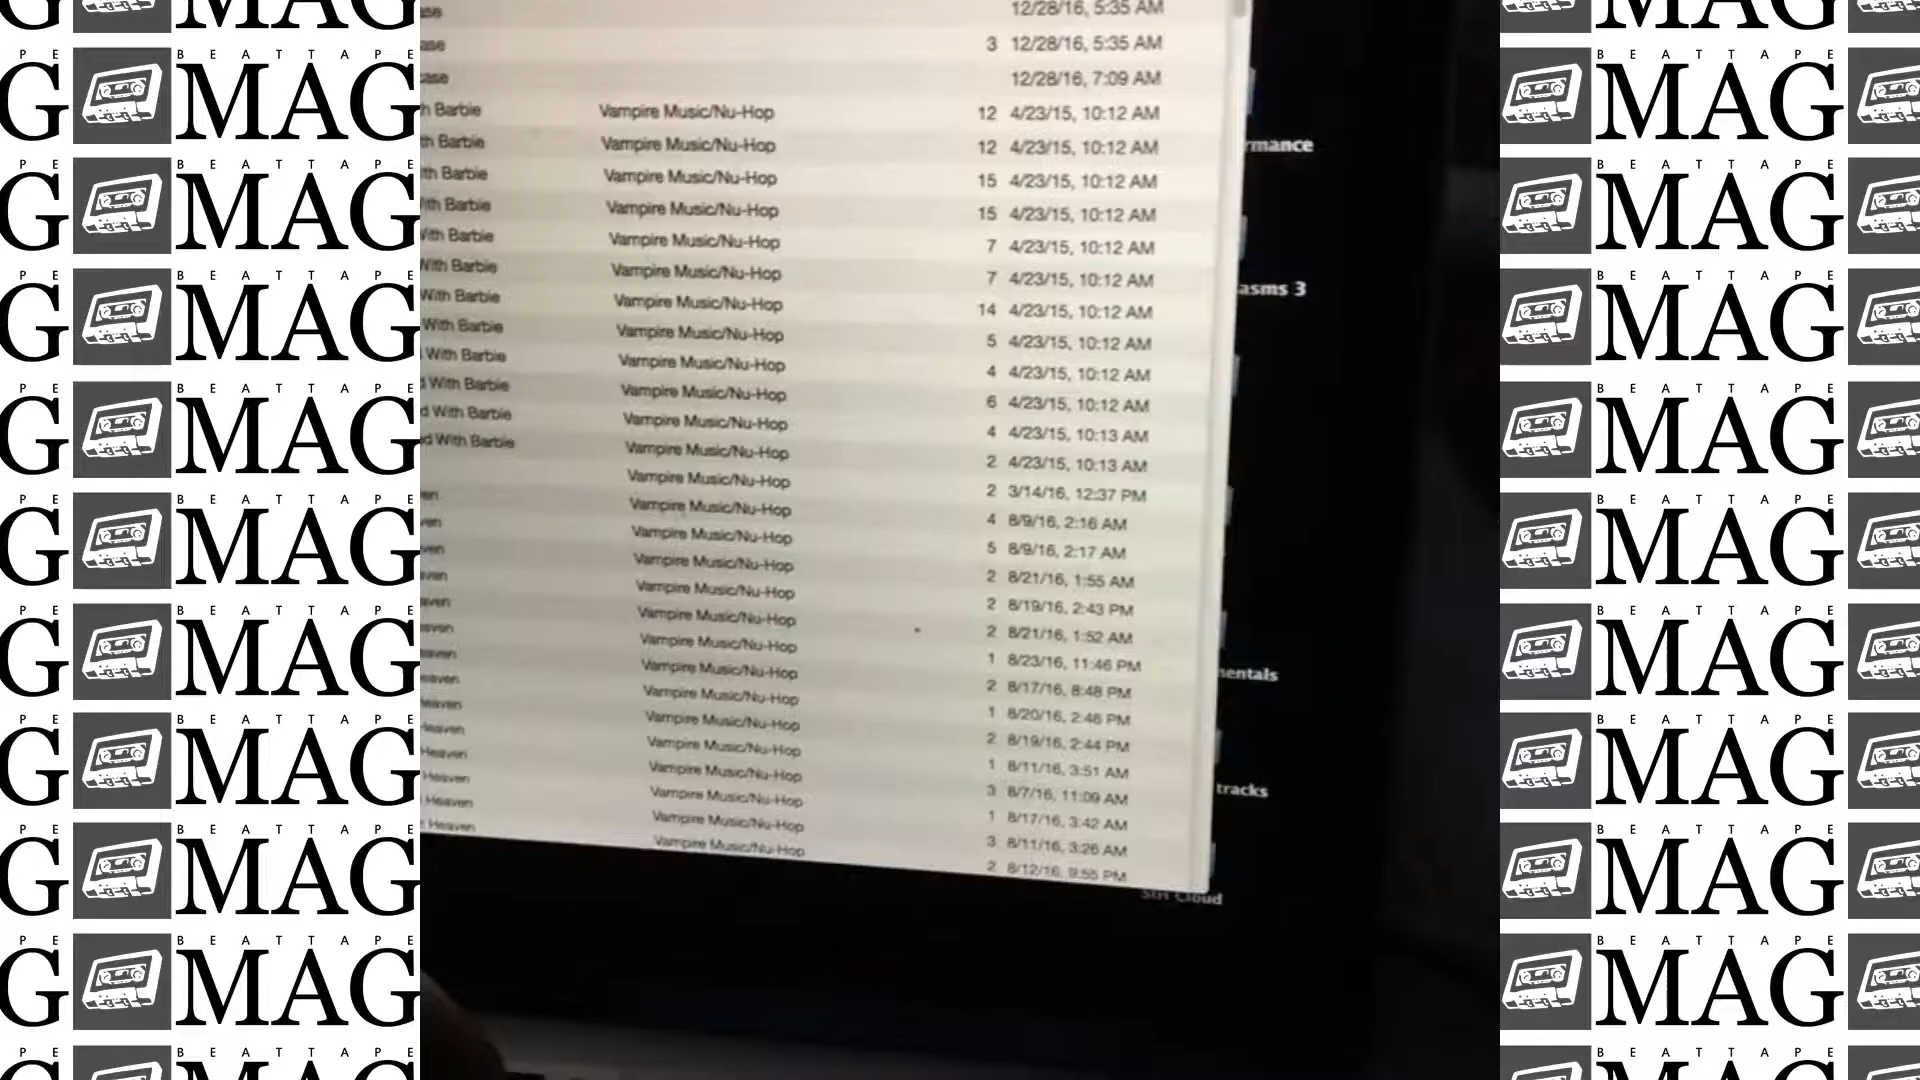 BEATTAPE
MAG
12/28/16, 5:35 AM
3 12/28/16, 5:35 AM
12/28/16, 7:09 AM
Barbie Vampire Music/Nu-Hop 12 4/23/15, 10:12 AM
Barbie Vampire Music/Nu-Hop 12 4/23/15, 10:12 AM
Barbie Vampire Music/Nu-Hop 15 4/23/15, 10:12 AM
With Barbie Vampire Music/Nu-Hop 15 4/23/15, 10:12 AM
With Barbie Vampire Music/Nu-Hop 7 4/23/15, 10:12 AM
With Barbie Vampire Music/Nu-Hop 7 4/23/15, 10:12 AM
With Barbie Vampire Music/Nu-Hop 14 4/23/15, 10:12 AM
With Barbie Vampire Music/Nu-Hop 5 4/23/15, 10:12 AM
With Barbie Vampire Music/Nu-Hop 4 4/23/15, 10:12 AM
d With Barbie Vampire Music/Nu-Hop 6 4/23/15, 10:12 AM
d With Barbie Vampire Music/Nu-Hop 4 4/23/15, 10:13 AM
ed With Barbie Vampire Music/Nu-Hop 2 4/23/15, 10:13 AM
Vampire Music/Nu-Hop 2 3/14/16, 12:37 PM
en Vampire Music/Nu-Hop 4 8/9/16, 2:16 AM
ven Vampire Music/Nu-Hop 5 8/9/16, 2:17 AM
ven Vampire Music/Nu-Hop 2 8/21/16, 1:55 AM
aven Vampire Music/Nu-Hop 2 8/19/16, 2:43 PM
aven Vampire Music/Nu-Hop 2 8/21/16, 1:52 AM
eaven Vampire Music/Nu-Hop 1 8/23/16, 11:46 PM
eaven Vampire Music/Nu-Hop 2 8/17/16, 8:48 PM
eaven Vampire Music/Nu-Hop 1 8/20/16, 2:46 PM
Heaven Vampire Music/Nu-Hop 2 8/19/16, 2:44 PM
Heaven Vampire Music/Nu-Hop 1 8/11/16, 3:51 AM
Heaven Vampire Music/Nu-Hop 3 8/7/16, 11:09 AM
Heaven Vampire Music/Nu-Hop 1 8/17/16, 3:42 AM
Heaven Vampire Music/Nu-Hop 3 8/11/16, 3:26 AM
Heaven Vampire Music/Nu-Hop 2 8/12/16, 9:55 PM
rmance
asms 3
mentals
tracks
Cloud